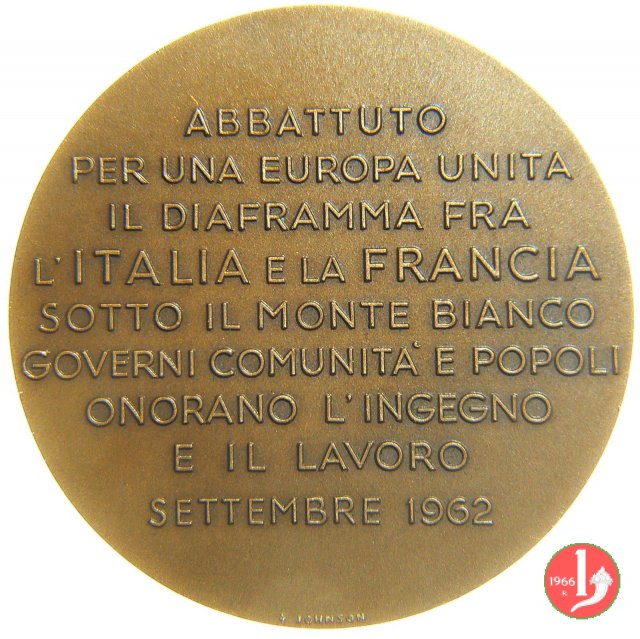 ABBATTUTO
PER UNA EUROPA UNITA
IL DIAFRAMMA FRA
L'ITALIA E LA FRANCIA
SOTTO IL MONTE BIANCO
GOVERNI COMUNITA' E POPOLI
ONORANO L'INGEGNO
E IL LAVORO
SETTEMBRE 1962
JOHNSON
1966